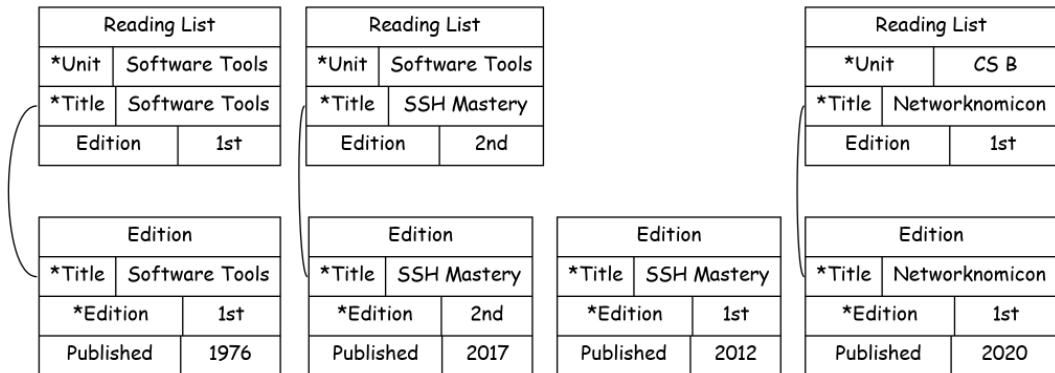 Reading List
*Unit Software Tools
*Title Software Tools
Edition 1st
Reading List
*Unit Software Tools
*Title SSH Mastery
Edition 2nd
Reading List
*Unit CS B
*Title Networknomicon
Edition 1st
Edition
*Title Software Tools
*Edition 1st
Published 1976
Edition
*Title SSH Mastery
*Edition 2nd
Published 2017
Edition
*Title SSH Mastery
*Edition 1st
Published 2012
Edition
*Title Networknomicon
*Edition 1st
Published 2020